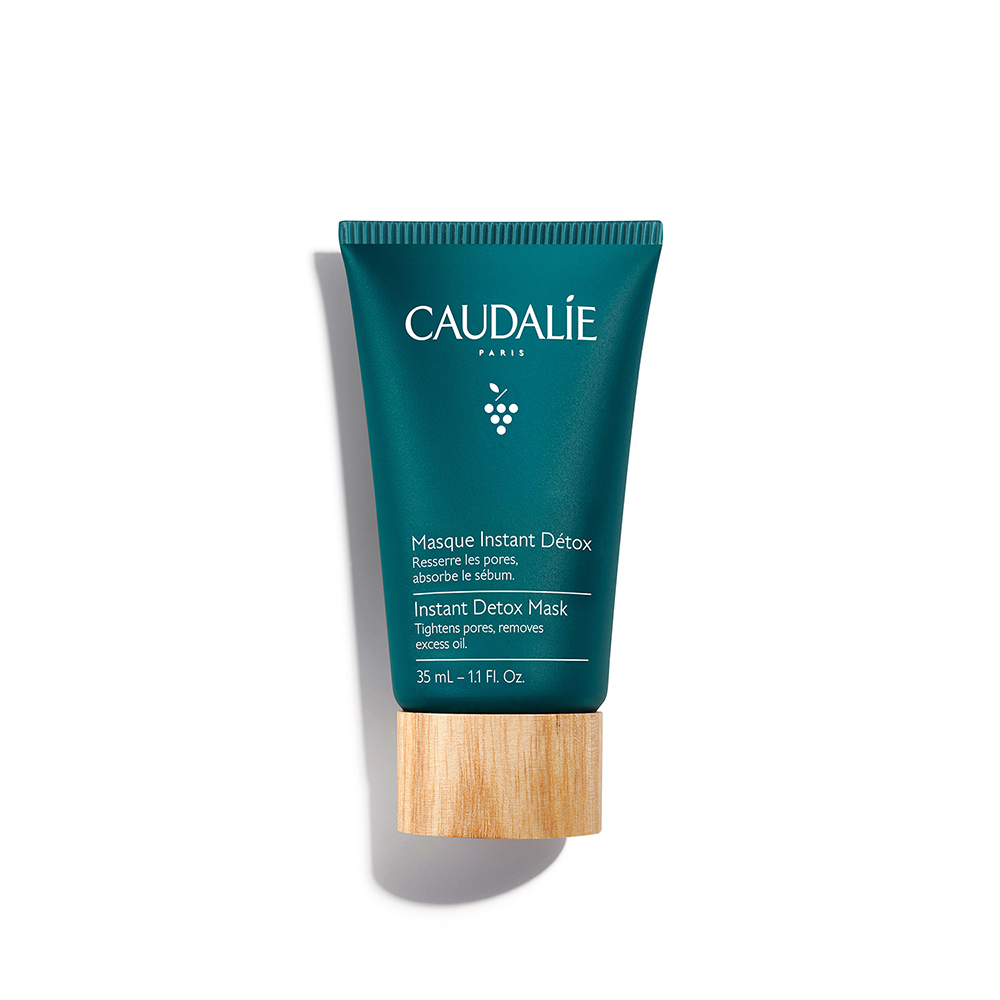 CAUDALÍE
PARIS
Masque Instant Détox
Resserre les pores,
absorbe le sébum.
Instant Detox Mask
Tightens pores, removes
excess oil.
35 mL – 1.1 Fl. Oz.